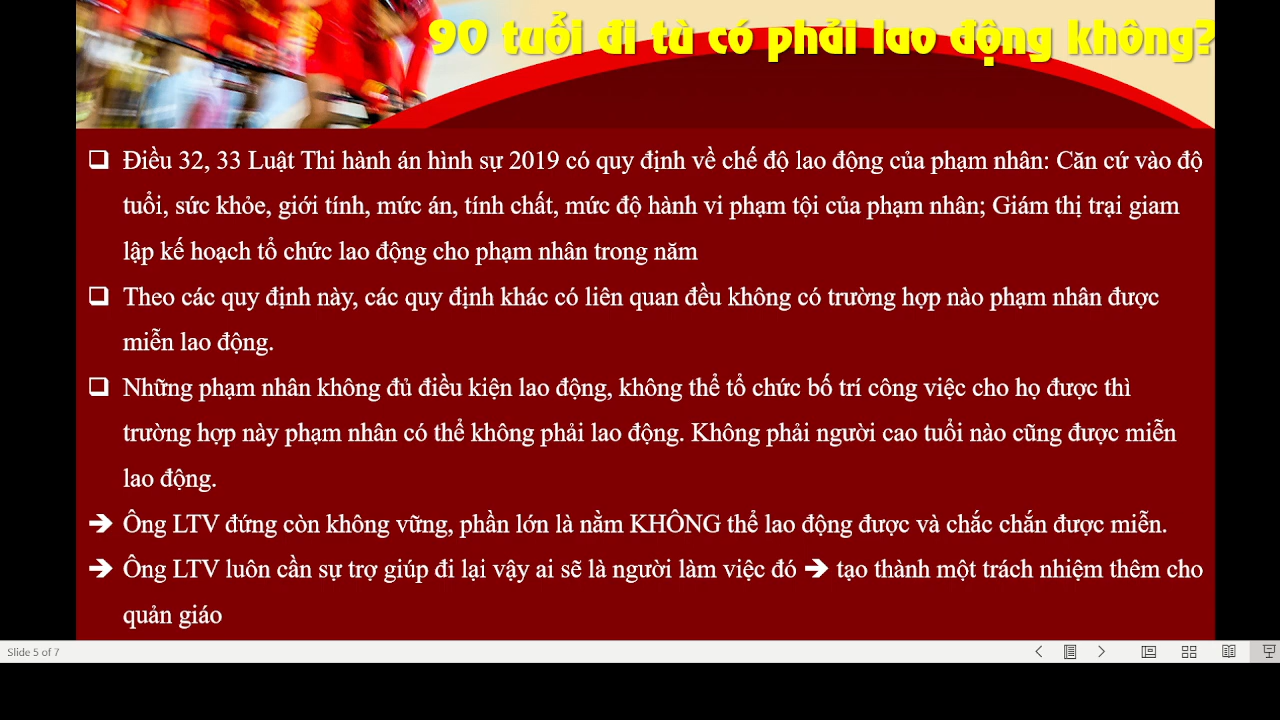 90 tuổi đi tù có phải lao động không?
❑ Điều 32, 33 Luật Thi hành án hình sự 2019 có quy định về chế độ lao động của phạm nhân: Căn cứ vào độ
tuổi, sức khỏe, giới tính, mức án, tính chất, mức độ hành vi phạm tội của phạm nhân; Giám thị trại giam
lập kế hoạch tổ chức lao động cho phạm nhân trong năm
❑ Theo các quy định này, các quy định khác có liên quan đều không có trường hợp nào phạm nhân được
miễn lao động.
❑ Những phạm nhân không đủ điều kiện lao động, không thể tổ chức bố trí công việc cho họ được thì
trường hợp này phạm nhân có thể không phải lao động. Không phải người cao tuổi nào cũng được miễn
lao động.
➔ Ông LTV đứng còn không vững, phần lớn là nằm KHÔNG thể lao động được và chắc chắn được miễn.
➔ Ông LTV luôn cần sự trợ giúp đi lại vậy ai sẽ là người làm việc đó ➔ tạo thành một trách nhiệm thêm cho
quản giáo
Slide 5 of 7